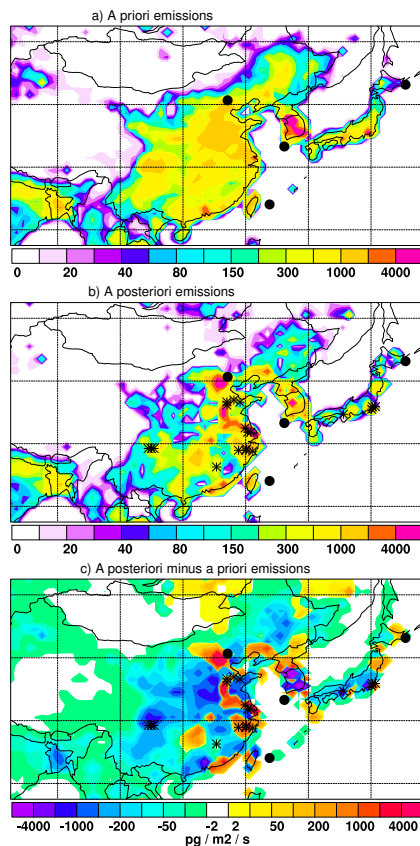 a) A priori emissions
0 20 40 80 150 300 1000 4000
b) A posteriori emissions
0 20 40 80 150 300 1000 4000
c) A posteriori minus a priori emissions
-4000 -1000 -200 -50 -2 2 50 200 1000 4000
pg / m2 / s